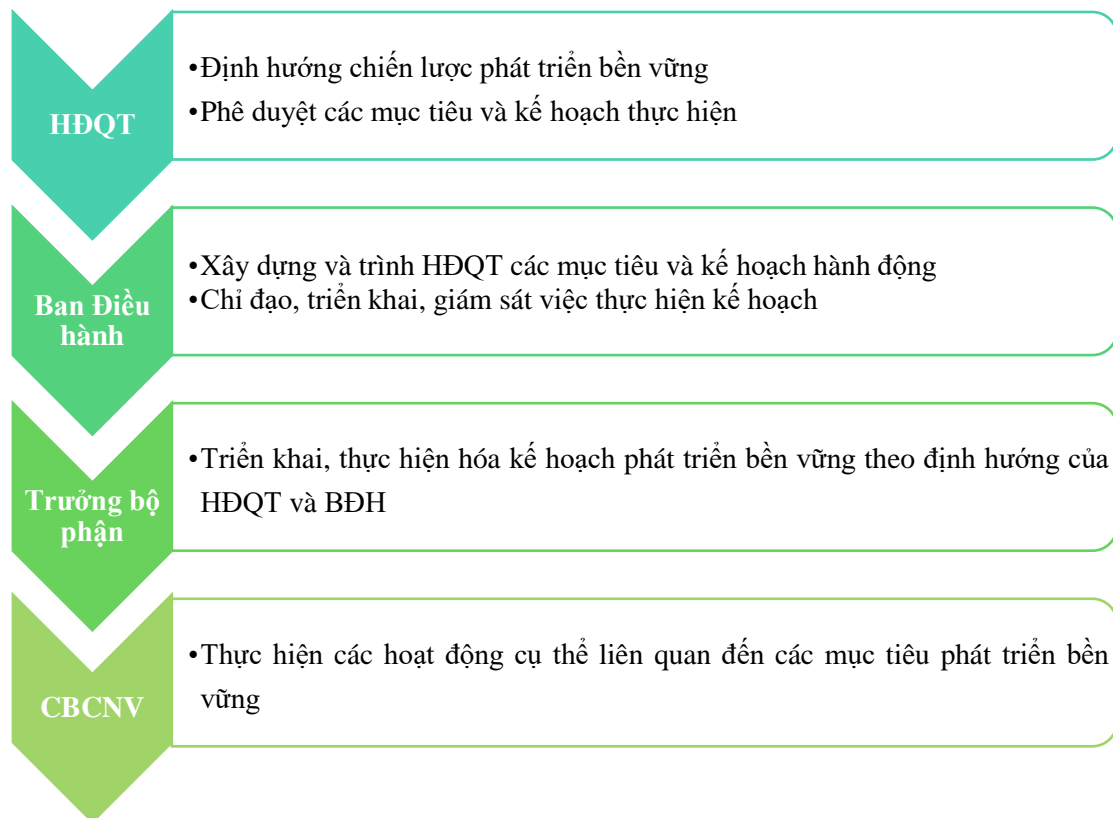 HĐQT
•Định hướng chiến lược phát triển bền vững
•Phê duyệt các mục tiêu và kế hoạch thực hiện
Ban Điều
hành
•Xây dựng và trình HĐQT các mục tiêu và kế hoạch hành động
•Chỉ đạo, triển khai, giám sát việc thực hiện kế hoạch
Trưởng bộ
phận
•Triển khai, thực hiện hóa kế hoạch phát triển bền vững theo định hướng của
HĐQT và BĐH
CBCNV
•Thực hiện các hoạt động cụ thể liên quan đến các mục tiêu phát triển bền
vững